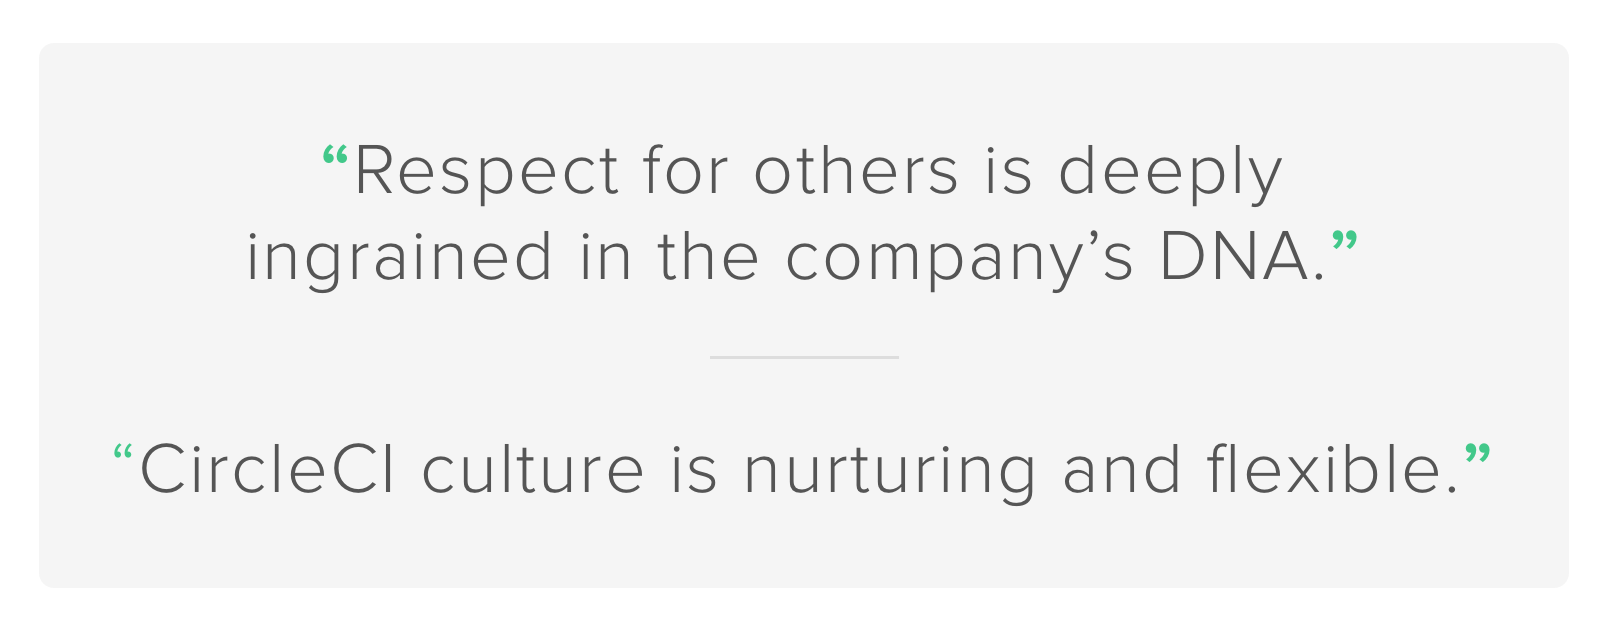 “Respect for others is deeply
ingrained in the company’s DNA.”
“CircleCI culture is nurturing and flexible.”